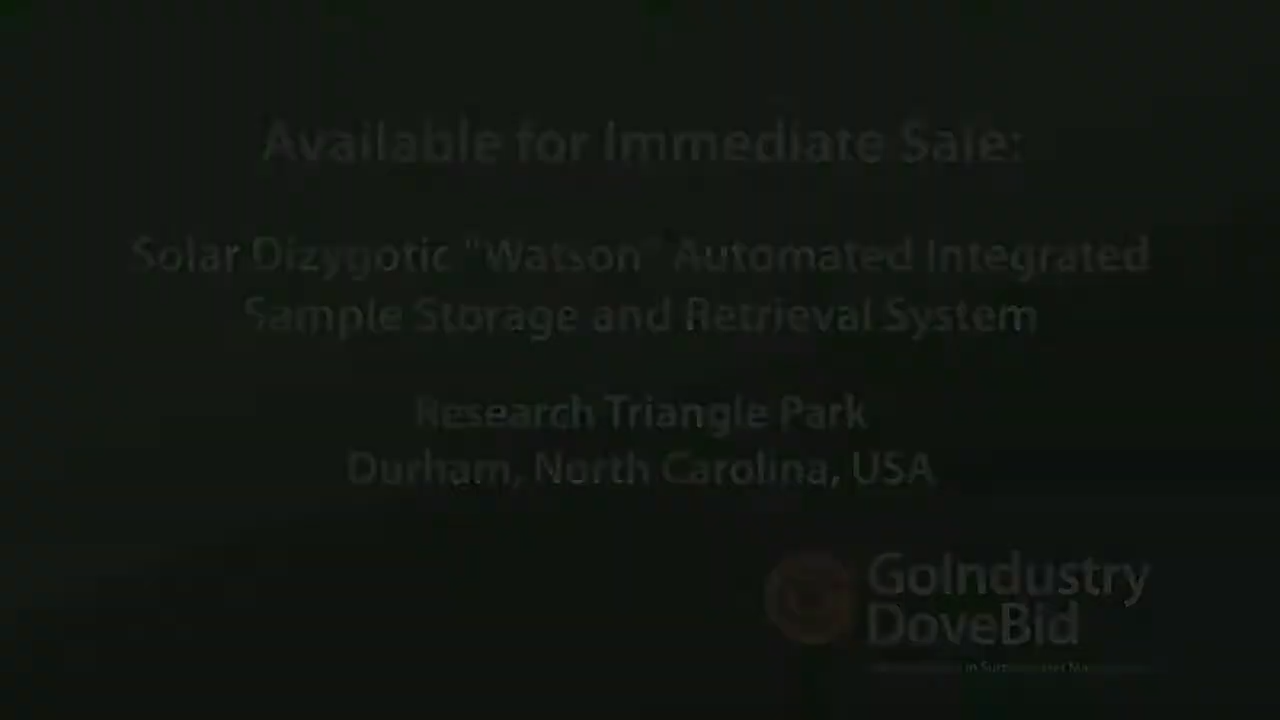 Available for Immediate Sale:
Solar Dizygotic "Watson" Automated Integrated
Sample Storage and Retrieval System
Research Triangle Park
Durham, North Carolina, USA
GoIndustry
DoveBid
in